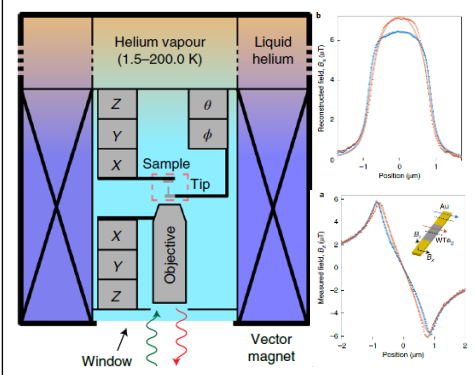 Helium vapour
(1.5–200.0 K)
Liquid
helium
Z
Y
X
θ
ϕ
Sample
Tip
X
Y
Z
Objective
Window
Vector
magnet
b
Reconstructed field, Bx (μT)
6
4
2
0
−1
0
1
Position (μm)
a
Measured field, Bz (μT)
6
4
2
0
−2
−4
−6
−2
−1
0
1
2
Position (μm)
Au
WTe2
Bz
Bx